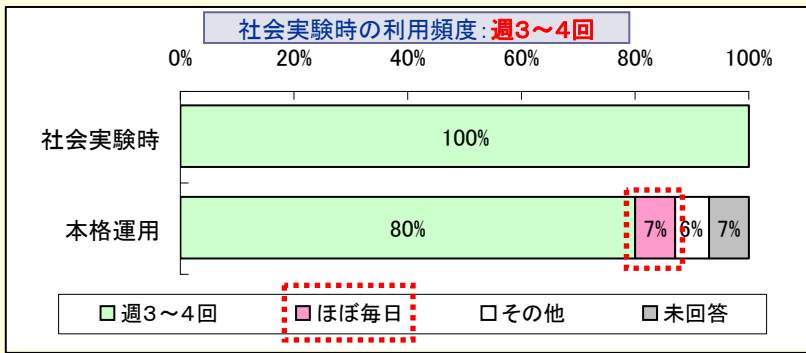 社会実験時の利用頻度：週３～４回
0% 20% 40% 60% 80% 100%
社会実験時 100%
本格運用 80% 7% 6% 7%
週３～４回 ほぼ毎日 その他 未回答